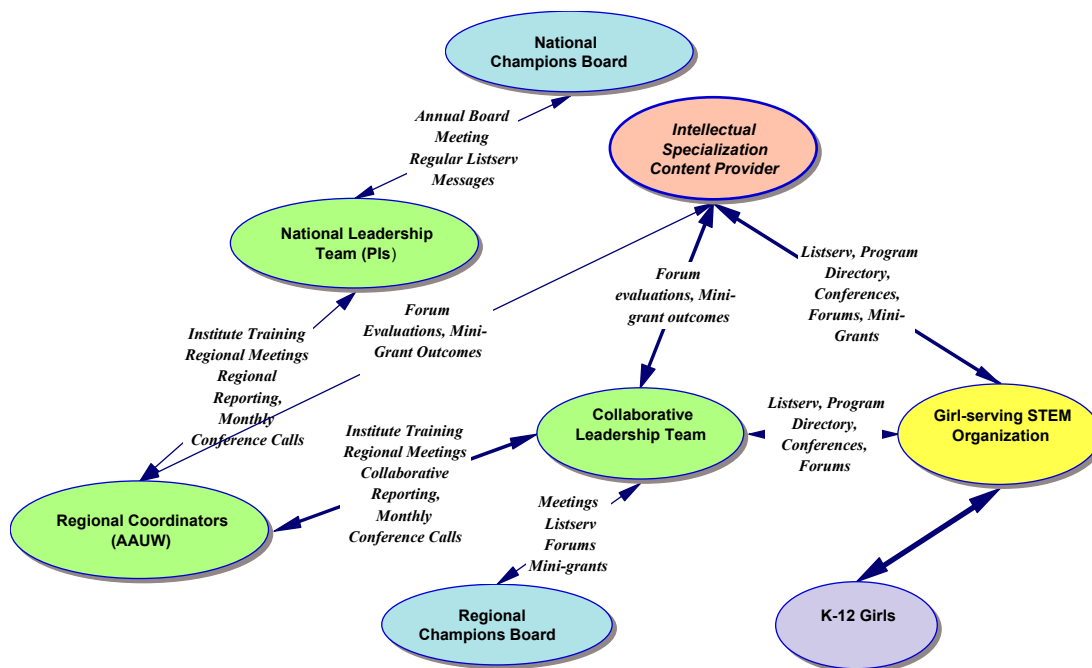 National
Champions Board
Annual Board
Meeting
Regular Listserv
Messages
Intellectual
Specialization
Content Provider
National Leadership
Team (PIs)
Listserv, Program
Directory,
Conferences,
Forums, Mini-
Grants
Forum
evaluations, Mini-
grant outcomes
Forum
Evaluations, Mini-
Grant Outcomes
Institute Training
Regional Meetings
Regional
Reporting,
Monthly
Conference Calls
Collaborative
Leadership Team
Listserv, Program
Directory,
Conferences,
Forums
Girl-serving STEM
Organization
Institute Training
Regional Meetings
Collaborative
Reporting,
Monthly
Conference Calls
Regional Coordinators
(AAUW)
Meetings
Listserv
Forums
Mini-grants
Regional
Champions Board
K-12 Girls